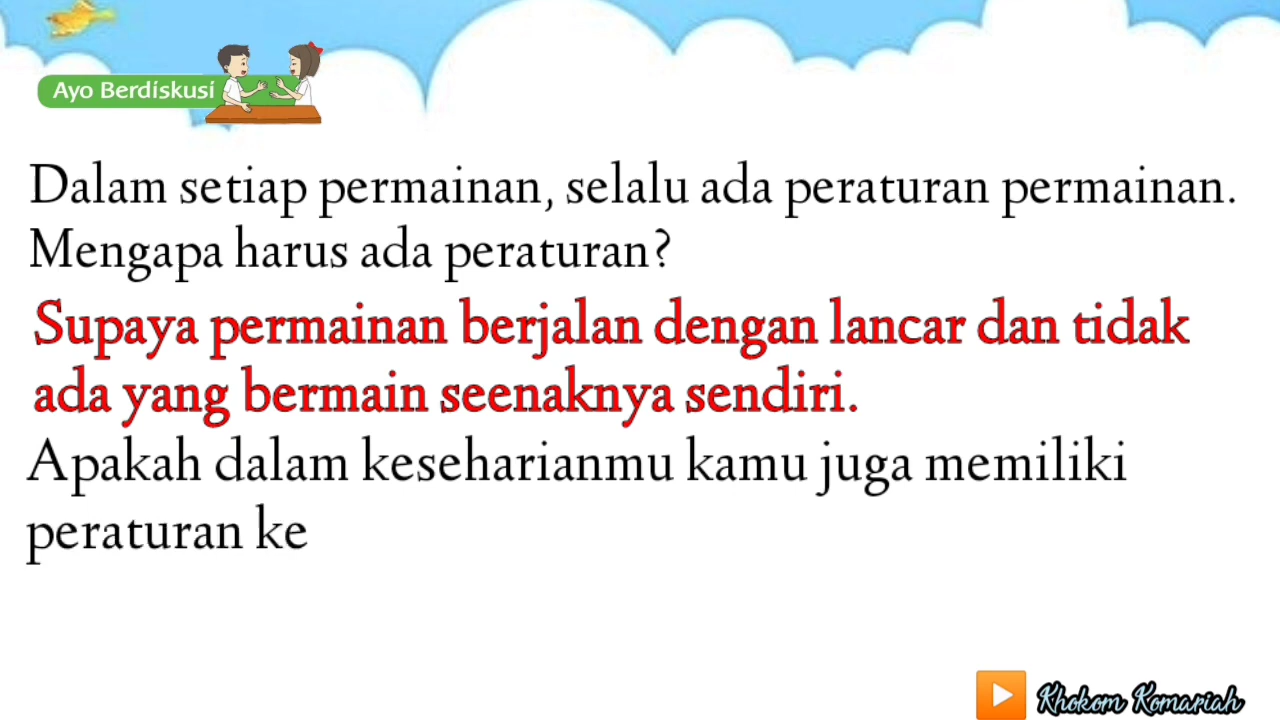 Ayo Berdiskusi
Dalam setiap permainan, selalu ada peraturan permainan.
Mengapa harus ada peraturan?
Supaya permainan berjalan dengan lancar dan tidak
ada yang bermain seenaknya sendiri.
Apakah dalam keseharianmu kamu juga memiliki
peraturan ke
Khokom Komariah